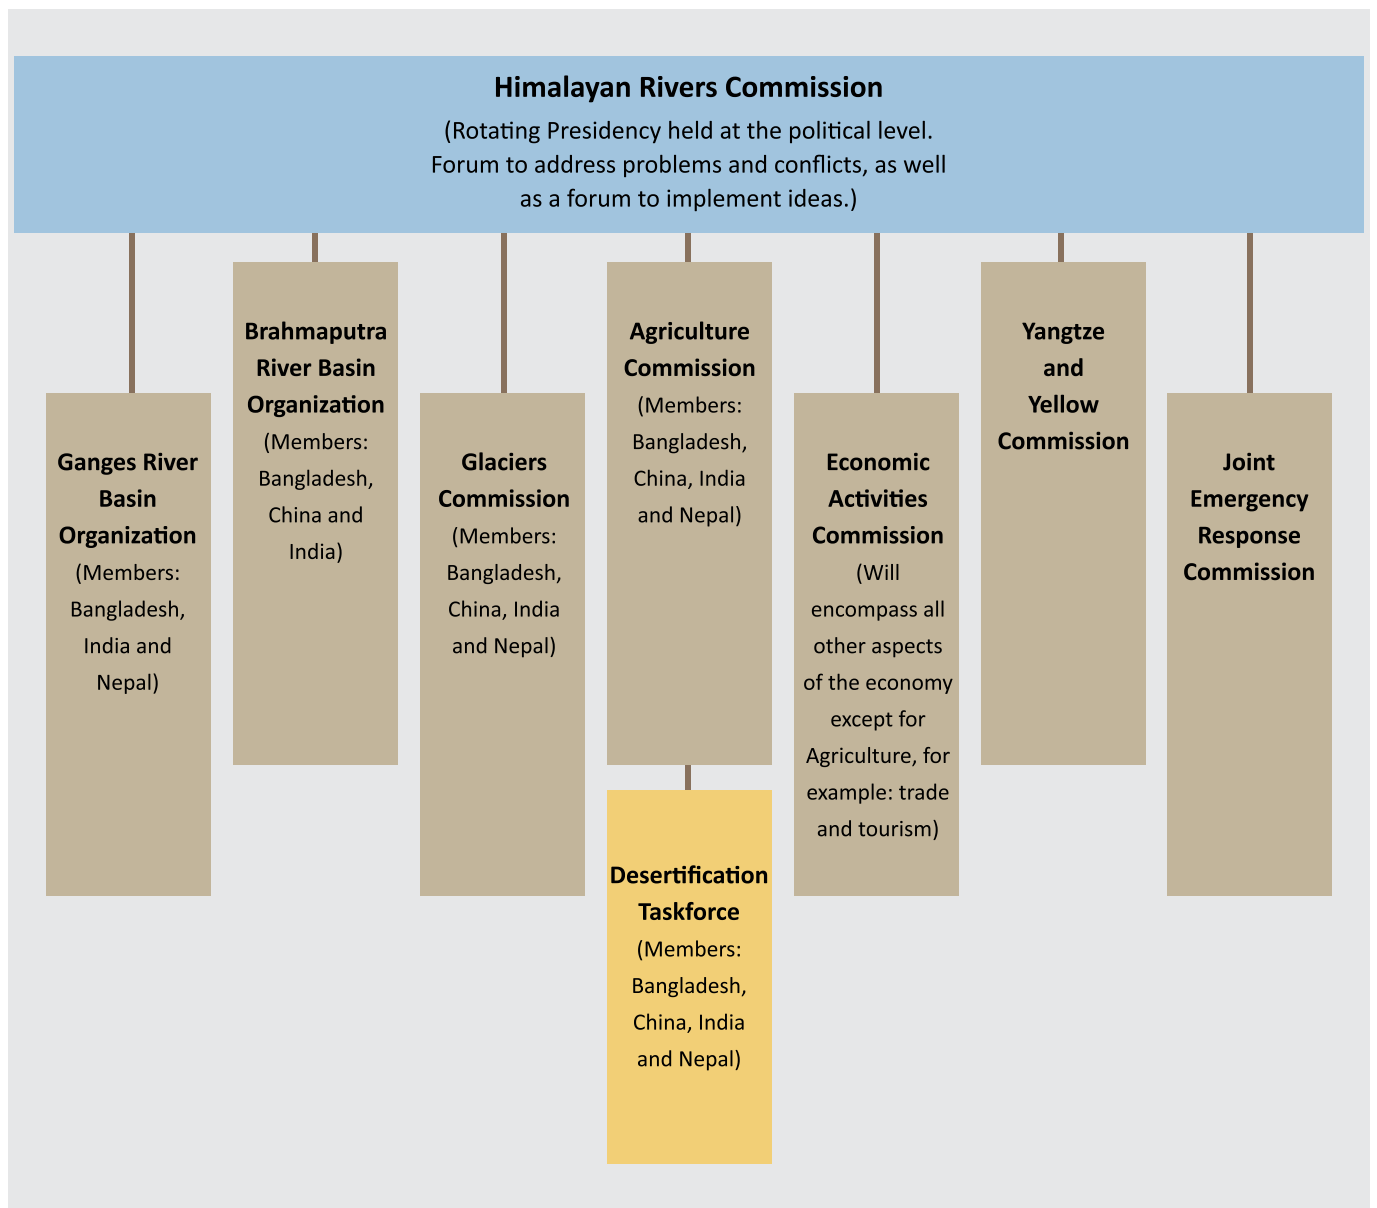 Himalayan Rivers Commission
(Rotating Presidency held at the political level.
Forum to address problems and conflicts, as well
as a forum to implement ideas.)
Ganges River
Basin
Organization
(Members:
Bangladesh,
India and
Nepal)
Brahmaputra
River Basin
Organization
(Members:
Bangladesh,
China and
India)
Glaciers
Commission
(Members:
Bangladesh,
China, India
and Nepal)
Agriculture
Commission
(Members:
Bangladesh,
China, India
and Nepal)
Desertification
Taskforce
(Members:
Bangladesh,
China, India
and Nepal)
Economic
Activities
Commission
(Will
encompass all
other aspects
of the economy
except for
Agriculture, for
example: trade
and tourism)
Yangtze
and
Yellow
Commission
Joint
Emergency
Response
Commission